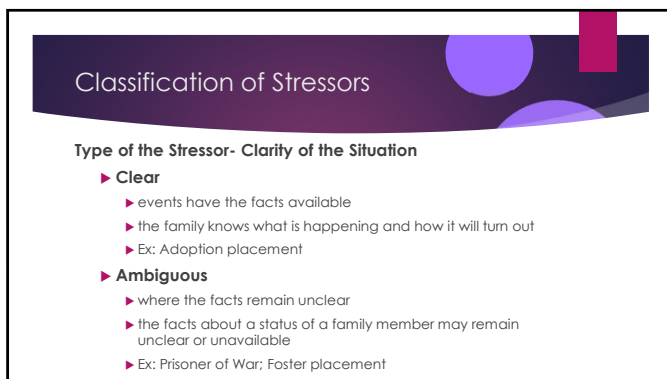 Classification of Stressors
Type of the Stressor- Clarity of the Situation
Clear
events have the facts available
the family knows what is happening and how it will turn out
Ex: Adoption placement
Ambiguous
where the facts remain unclear
the facts about a status of a family member may remain
unclear or unavailable
Ex: Prisoner of War; Foster placement